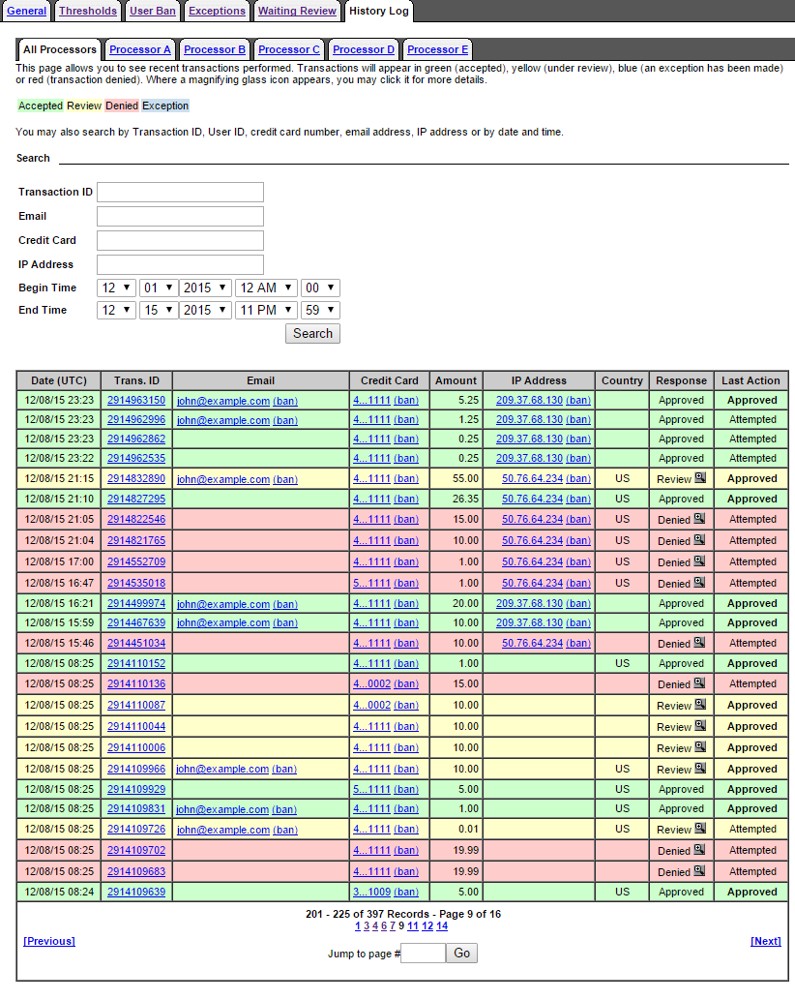 General Thresholds User Ban Exceptions Waiting Review History Log
All Processors Processor A Processor B Processor C Processor D Processor E
This page allows you to see recent transactions performed. Transactions will appear in green (accepted), yellow (under review), blue (an exception has been made)
or red (transaction denied). Where a magnifying glass icon appears, you may click it for more details.
Accepted Review Denied Exception
You may also search by Transaction ID, User ID, credit card number, email address, IP address or by date and time.
Search
Transaction ID
Email
Credit Card
IP Address
Begin Time 12 01 2015 12 AM 00
End Time 12 15 2015 11 PM 59
Search
Date (UTC) Trans. ID Email Credit Card Amount IP Address Country Response Last Action
12/08/15 23:23 2914963150 john@example.com (ban) 4...1111 (ban) 5.25 209.37.68.130 (ban) Approved Approved
12/08/15 23:23 2914962996 john@example.com (ban) 4...1111 (ban) 1.25 209.37.68.130 (ban) Approved Attempted
12/08/15 23:23 2914962862 4...1111 (ban) 0.25 209.37.68.130 (ban) Approved Attempted
12/08/15 23:22 2914962535 4...1111 (ban) 0.25 209.37.68.130 (ban) Approved Attempted
12/08/15 21:15 2914832890 john@example.com (ban) 4...1111 (ban) 55.00 50.76.64.234 (ban) US Review Approved
12/08/15 21:10 2914827295 4...1111 (ban) 26.35 50.76.64.234 (ban) US Approved Approved
12/08/15 21:05 2914822546 4...1111 (ban) 15.00 50.76.64.234 (ban) US Denied Attempted
12/08/15 21:04 2914821765 4...1111 (ban) 10.00 50.76.64.234 (ban) US Denied Attempted
12/08/15 17:00 2914552709 4...1111 (ban) 1.00 50.76.64.234 (ban) US Denied Attempted
12/08/15 16:47 2914535018 5...1111 (ban) 1.00 50.76.64.234 (ban) US Denied Attempted
12/08/15 16:21 2914499974 john@example.com (ban) 4...1111 (ban) 20.00 209.37.68.130 (ban) Approved Approved
12/08/15 15:59 2914467639 john@example.com (ban) 4...1111 (ban) 10.00 209.37.68.130 (ban) Approved Approved
12/08/15 15:46 2914451034 4...1111 (ban) 10.00 50.76.64.234 (ban) Denied Attempted
12/08/15 08:25 2914110152 4...1111 (ban) 1.00 US Approved Approved
12/08/15 08:25 2914110136 4...0002 (ban) 15.00 Denied Attempted
12/08/15 08:25 2914110087 4...0002 (ban) 10.00 Review Approved
12/08/15 08:25 2914110044 4...1111 (ban) 10.00 Review Approved
12/08/15 08:25 2914110006 4...1111 (ban) 10.00 Review Approved
12/08/15 08:25 2914109966 john@example.com (ban) 4...1111 (ban) 10.00 US Review Approved
12/08/15 08:25 2914109929 5...1111 (ban) 5.00 US Approved Approved
12/08/15 08:25 2914109831 john@example.com (ban) 4...1111 (ban) 1.00 US Approved Approved
12/08/15 08:25 2914109726 john@example.com (ban) 4...1111 (ban) 0.01 US Review Attempted
12/08/15 08:25 2914109702 4...1111 (ban) 19.99 Denied Attempted
12/08/15 08:25 2914109683 4...1111 (ban) 19.99 Denied Attempted
12/08/15 08:24 2914109639 3...1009 (ban) 5.00 US Approved Approved
201 - 225 of 397 Records - Page 9 of 16
1 3 4 6 7 9 11 12 14
[Previous] [Next]
Jump to page # Go